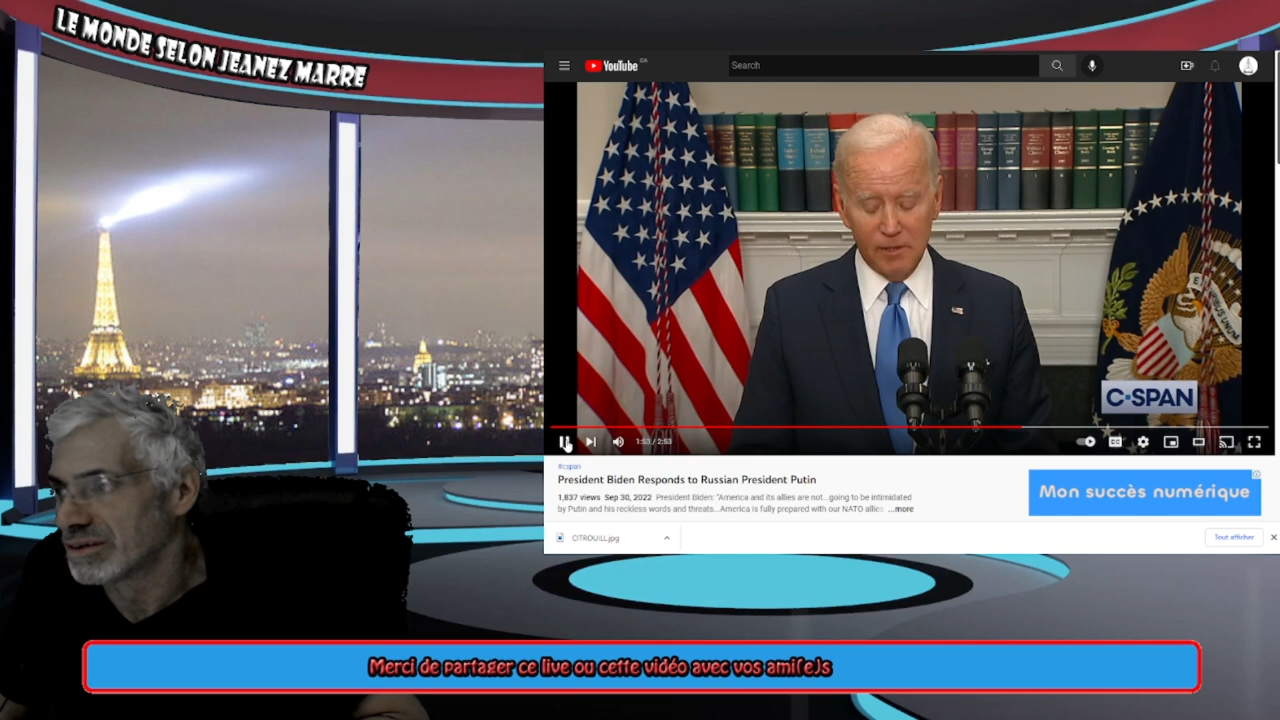 LE MONDE SELON JEANEZ MARRE
YouTube CA
Search
C-SPAN
1:53 / 2:53
CC
#cspan
President Biden Responds to Russian President Putin
1,837 views Sep 30, 2022 President Biden: "America and its allies are not...going to be intimidated
by Putin and his reckless words and threats...America is fully prepared with our NATO allies ...more
Mon succès numérique
CITROUILL.jpg
Tout afficher
Merci de partager ce live ou cette vidéo avec vos ami(e)s